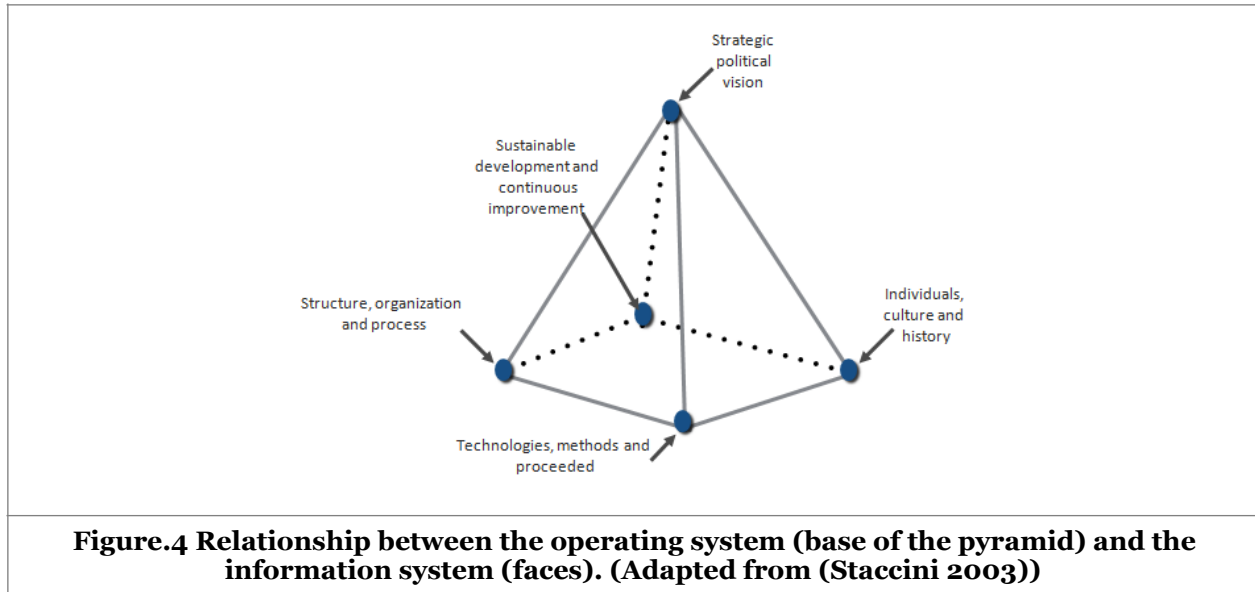 Strategic
political
vision
Sustainable
development and
continuous
improvement
Structure, organization
and process
Individuals,
culture and
history
Technologies, methods and
proceeded
Figure.4 Relationship between the operating system (base of the pyramid) and the
information system (faces). (Adapted from (Staccini 2003))